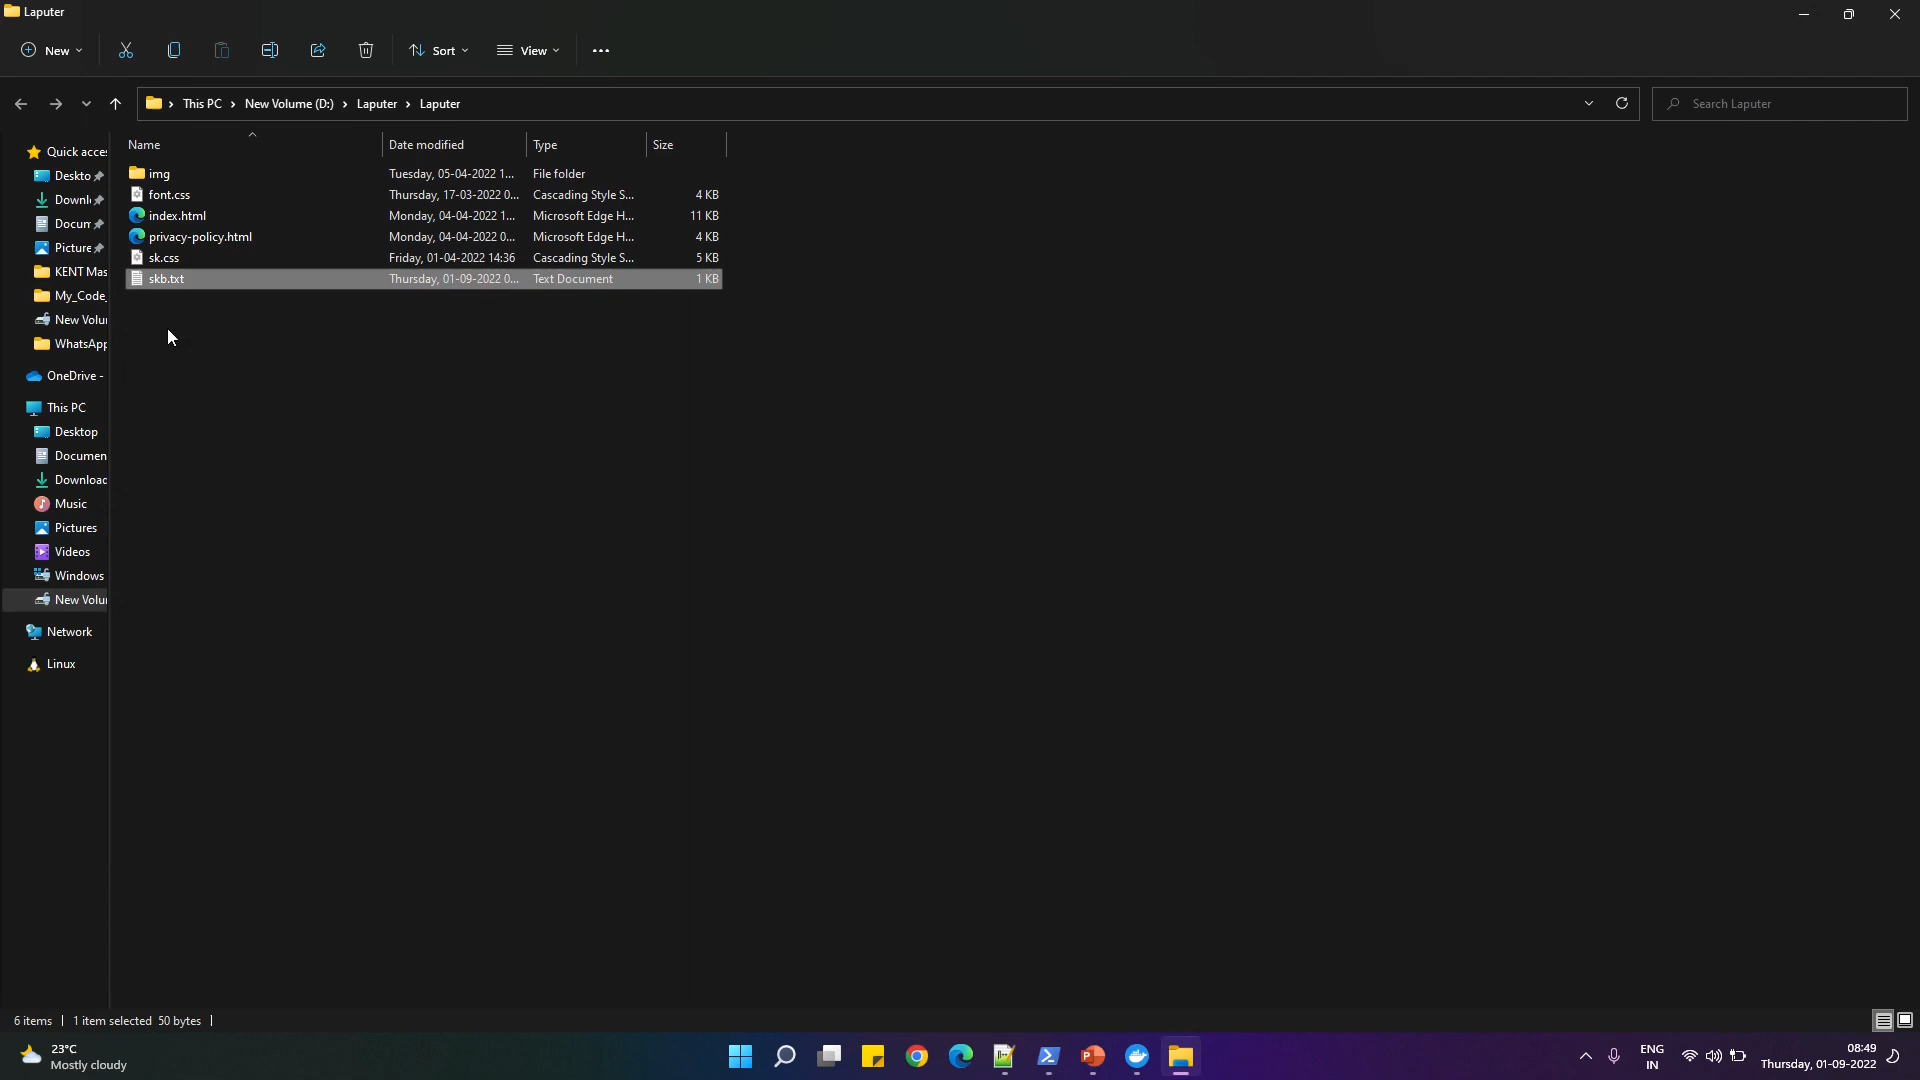 Laputer
New Sort View
This PC New Volume (D:) Laputer Laputer Search Laputer
Name Date modified Type Size
img Tuesday, 05-04-2022 1... File folder
font.css Thursday, 17-03-2022 0... Cascading Style S... 4 KB
index.html Monday, 04-04-2022 1... Microsoft Edge H... 11 KB
privacy-policy.html Monday, 04-04-2022 0... Microsoft Edge H... 4 KB
sk.css Friday, 01-04-2022 14:36 Cascading Style S... 5 KB
skb.txt Thursday, 01-09-2022 0... Text Document 1 KB
Quick acce
Deskto
Downl
Docum
Picture
KENT Mas
My_Code_
New Volu
WhatsApp
OneDrive -
This PC
Desktop
Documen
Download
Music
Pictures
Videos
Windows
New Volu
Network
Linux
6 items 1 item selected 50 bytes
23°C
Mostly cloudy
ENG
IN
08:49
Thursday, 01-09-2022